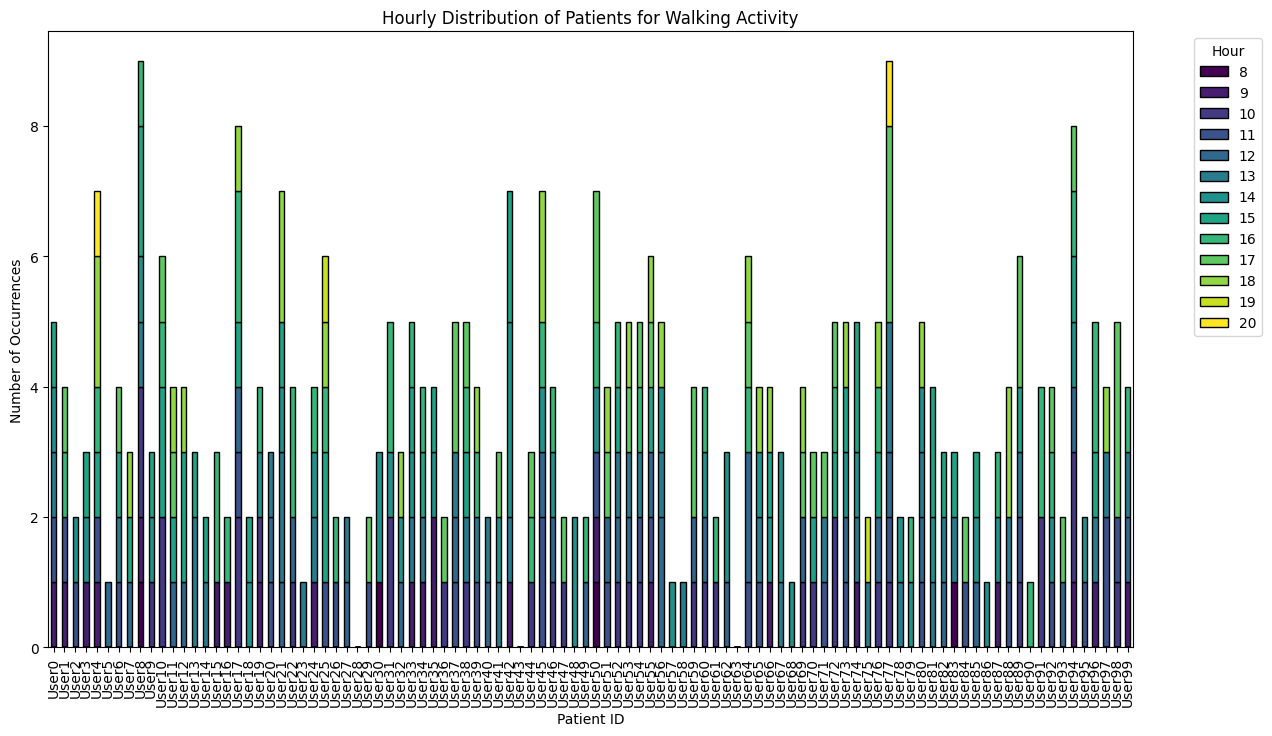 Hourly Distribution of Patients for Walking Activity
Number of Occurrences
8
6
4
2
0
User0
User1
User2
User3
User4
User5
User6
User7
User8
User9
User10
User11
User12
User13
User14
User15
User16
User17
User18
User19
User20
User21
User22
User23
User24
User25
User26
User27
User28
User29
User30
User31
User32
User33
User34
User35
User36
User37
User38
User39
User40
User41
User42
User43
User44
User45
User46
User47
User48
User49
User50
User51
User52
User53
User54
User55
User56
User57
User58
User59
User60
User61
User62
User63
User64
User65
User66
User67
User68
User69
User70
User71
User72
User73
User74
User75
User76
User77
User78
User79
User80
User81
User82
User83
User84
User85
User86
User87
User88
User89
User90
User91
User92
User93
User94
User95
User96
User97
User98
User99
Patient ID
Hour
8
9
10
11
12
13
14
15
16
17
18
19
20